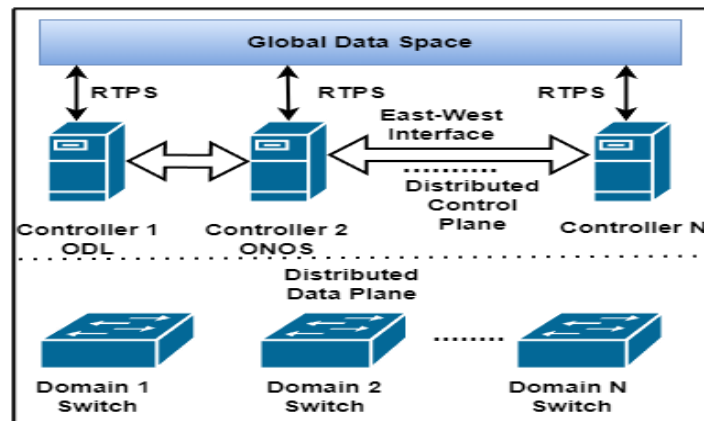 Global Data Space
RTPS
RTPS
RTPS
East-West
Interface
..........
Distributed
Control
Plane
Controller 1
ODL
Controller 2
ONOS
Controller N
Distributed
Data Plane
........
Domain 1
Switch
Domain 2
Switch
Domain N
Switch